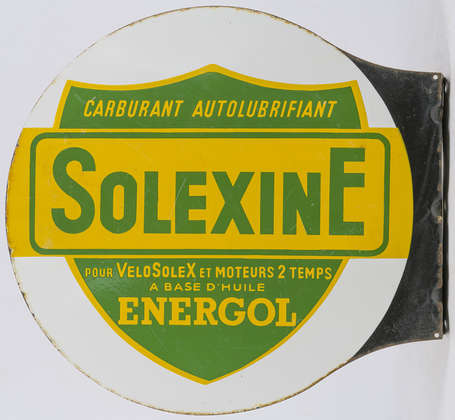 CARBURANT AUTOLUBRIFIANT
SOLEXINE
POUR VELOSOLEX ET MOTEURS 2 TEMPS
A BASE D'HUILE
ENERGOL